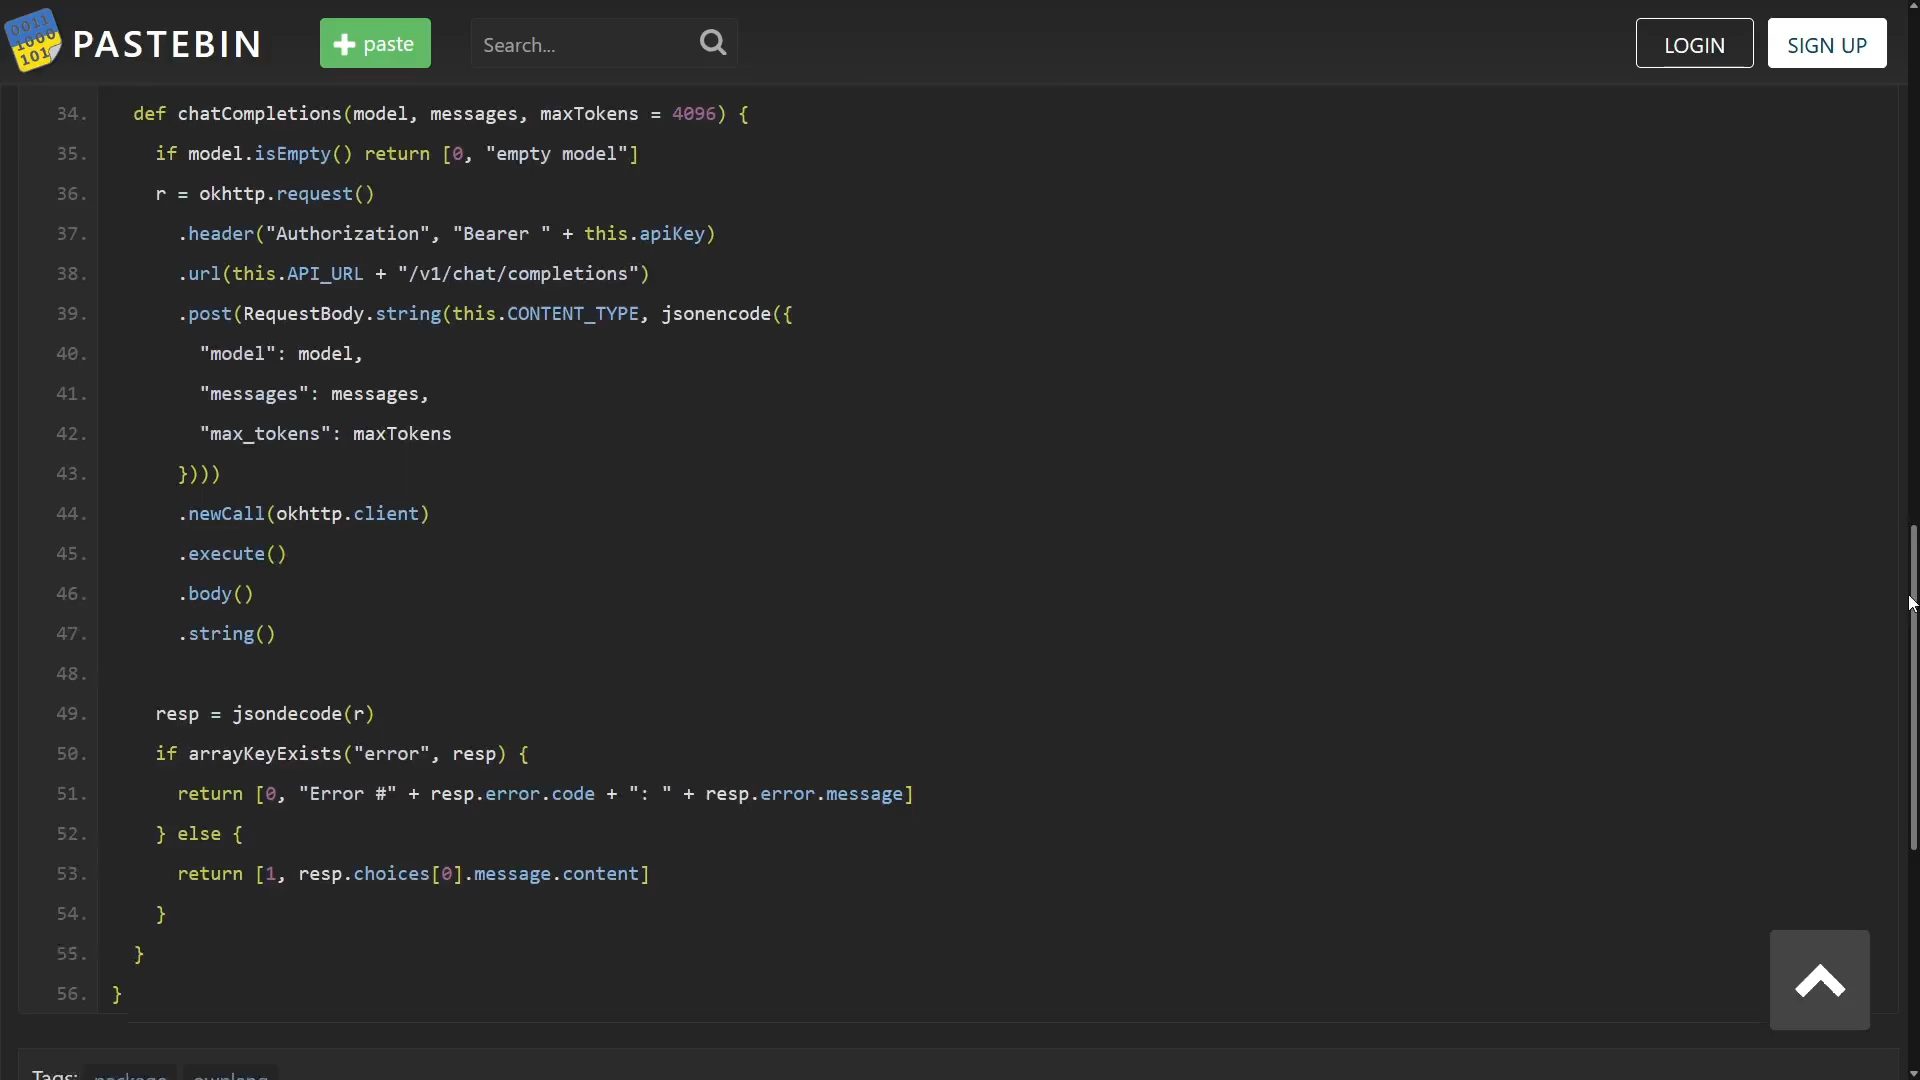 0011
1000
101
PASTEBIN
paste
Search...
LOGIN
SIGN UP
34. def chatCompletions(model, messages, maxTokens = 4096) {
35. if model.isEmpty() return [0, "empty model"]
36. r = okhttp.request()
37. .header("Authorization", "Bearer " + this.apiKey)
38. .url(this.API_URL + "/v1/chat/completions")
39. .post(RequestBody.string(this.CONTENT_TYPE, jsonencode({
40. "model": model,
41. "messages": messages,
42. "max_tokens": maxTokens
43. })))
44. .newCall(okhttp.client)
45. .execute()
46. .body()
47. .string()
48.
49. resp = jsondecode(r)
50. if arrayKeyExists("error", resp) {
51. return [0, "Error #" + resp.error.code + ": " + resp.error.message]
52. } else {
53. return [1, resp.choices[0].message.content]
54. }
55. }
56. }
Tags: package ownlang